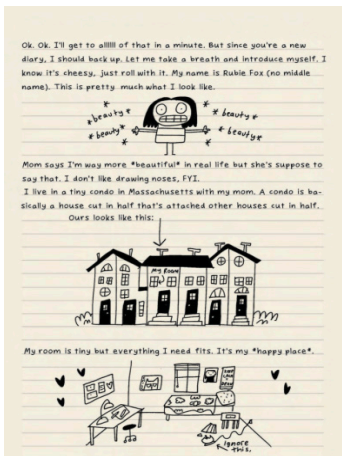 Ok. Ok. I'll get to allllll of that in a minute. But since you're a new
diary, I should back up. Let me take a breath and introduce myself. I
know it's cheesy, just roll with it. My name is Rubie Fox (no middle
name). This is pretty much what I look like.
*beauty* *beauty*
*beauty* *beauty*
Mom says I'm way more *beautiful* in real life but she's suppose to
say that. I don't like drawing noses, FYI.
I live in a tiny condo in Massachusetts with my mom. A condo is ba-
sically a house cut in half that's attached other houses cut in half.
Ours looks like this:
My Room
My room is tiny but everything I need fits. It's my *happy place*.
ignore
this.